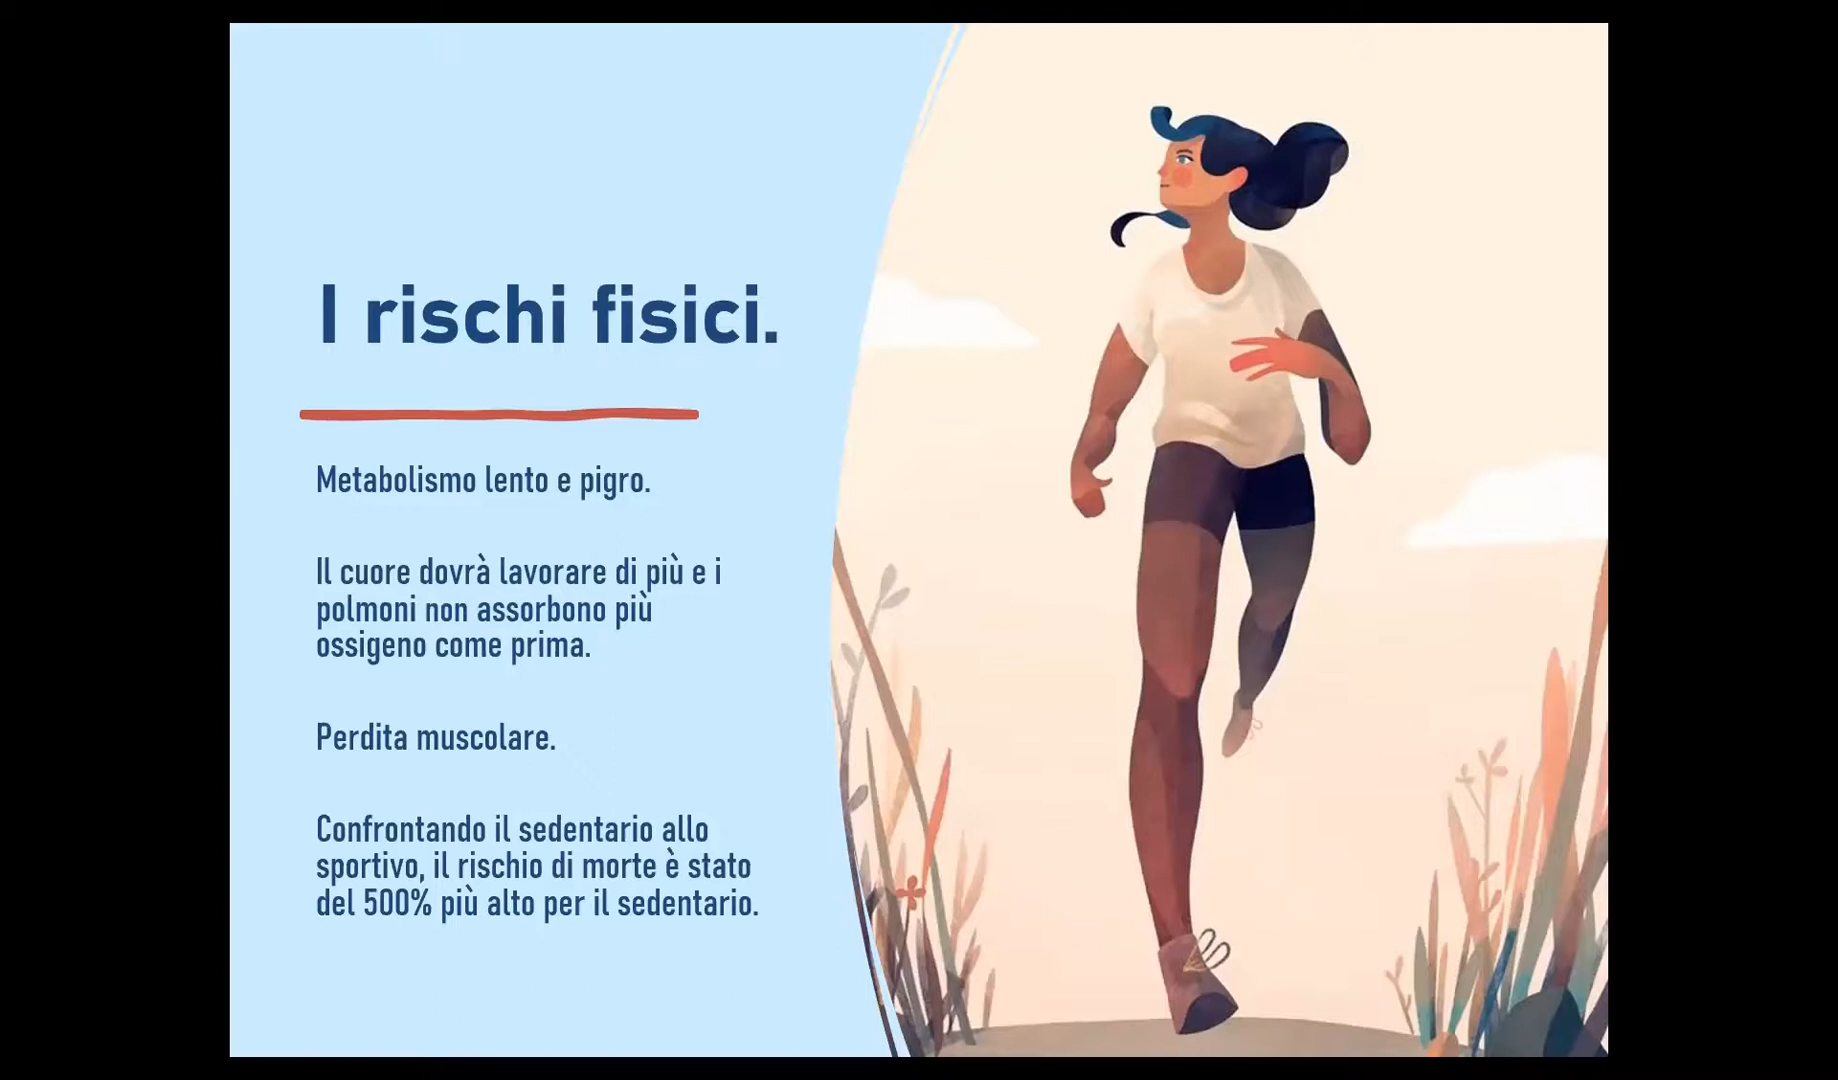 I rischi fisici.
Metabolismo lento e pigro.
Il cuore dovrà lavorare di più e i
polmoni non assorbono più
ossigeno come prima.
Perdita muscolare.
Confrontando il sedentario allo
sportivo, il rischio di morte è stato
del 500% più alto per il sedentario.